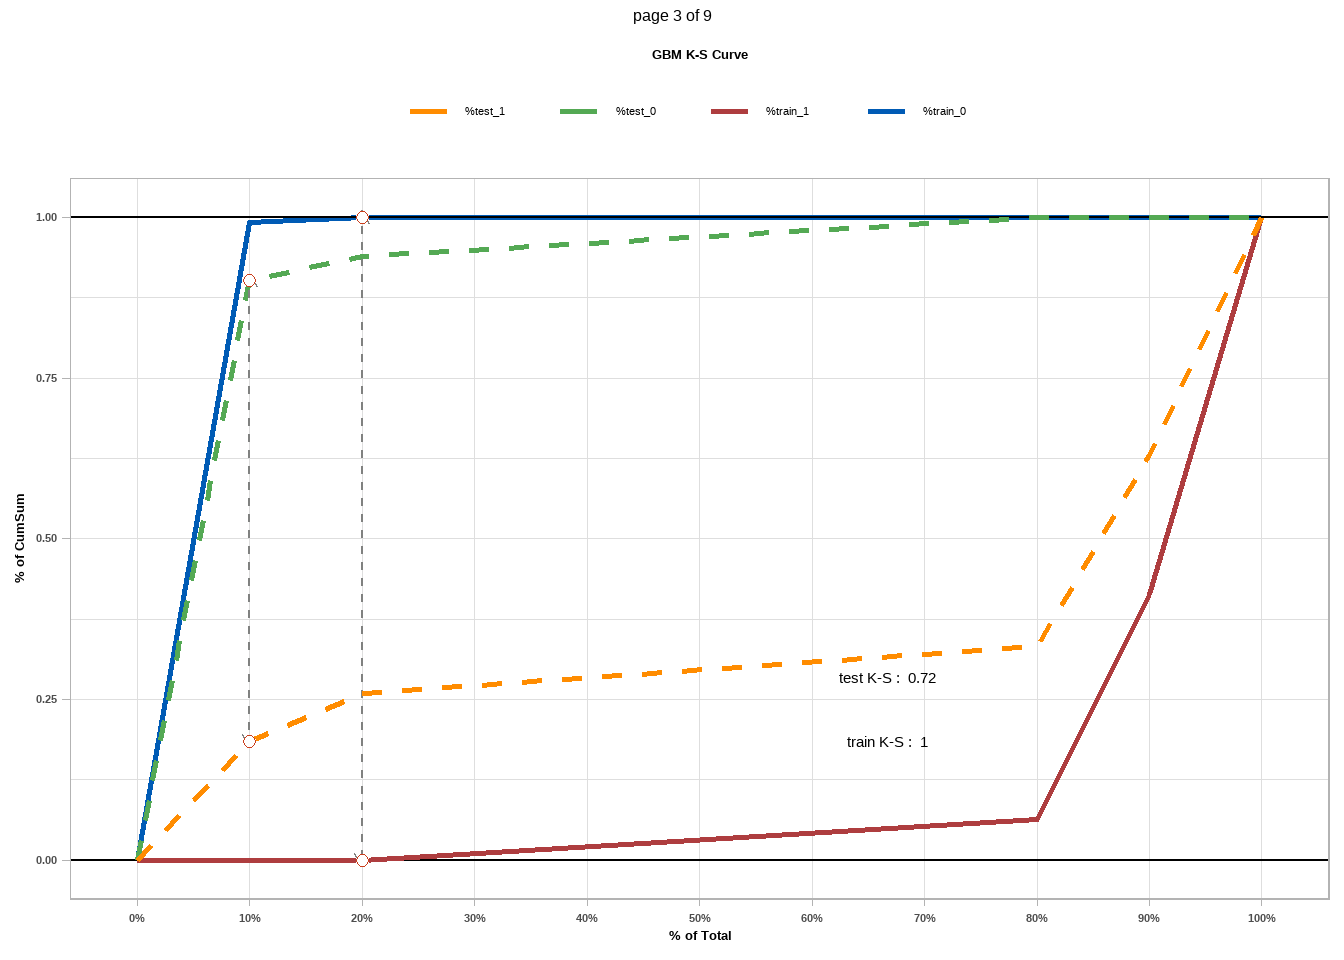 page 3 of 9
GBM K-S Curve
%test_1 %test_0 %train_1 %train_0
1.00
0.75
0.50
0.25
0.00
% of CumSum
test K-S : 0.72
train K-S : 1
0% 10% 20% 30% 40% 50% 60% 70% 80% 90% 100%
% of Total